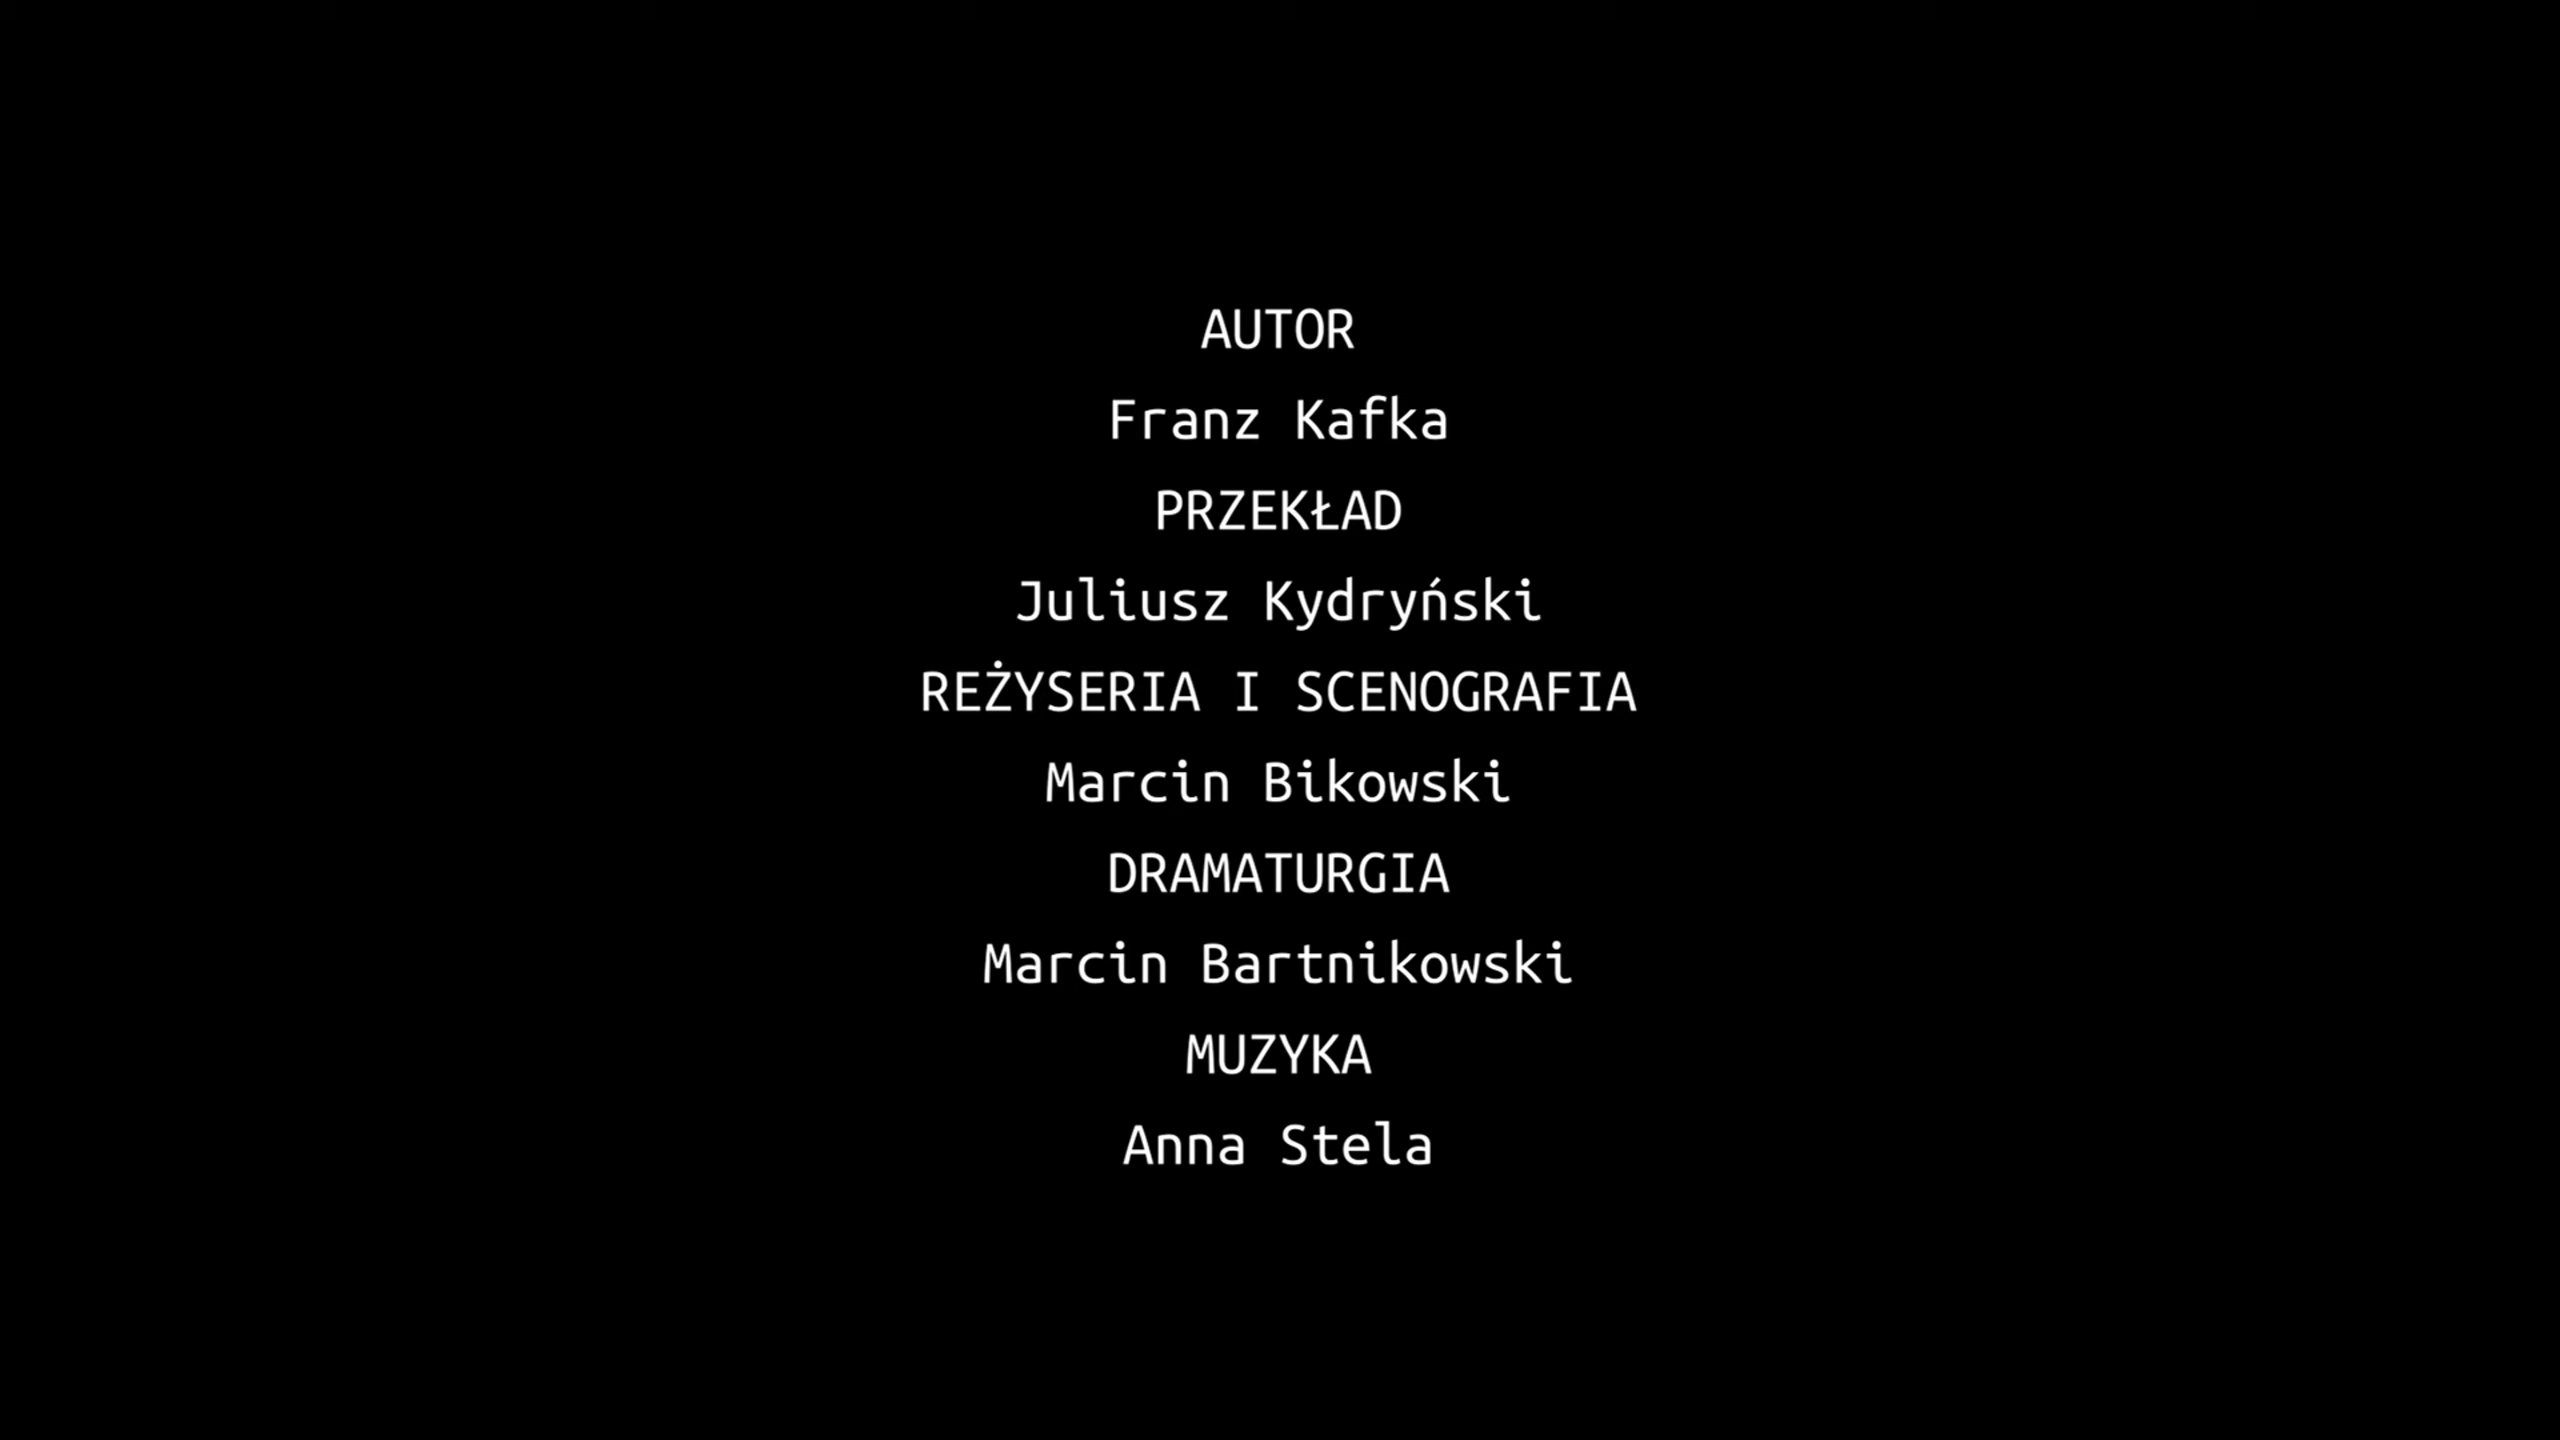 AUTOR
Franz Kafka
PRZEKŁAD
Juliusz Kydryński
REŻYSERIA I SCENOGRAFIA
Marcin Bikowski
DRAMATURGIA
Marcin Bartnikowski
MUZYKA
Anna Stela